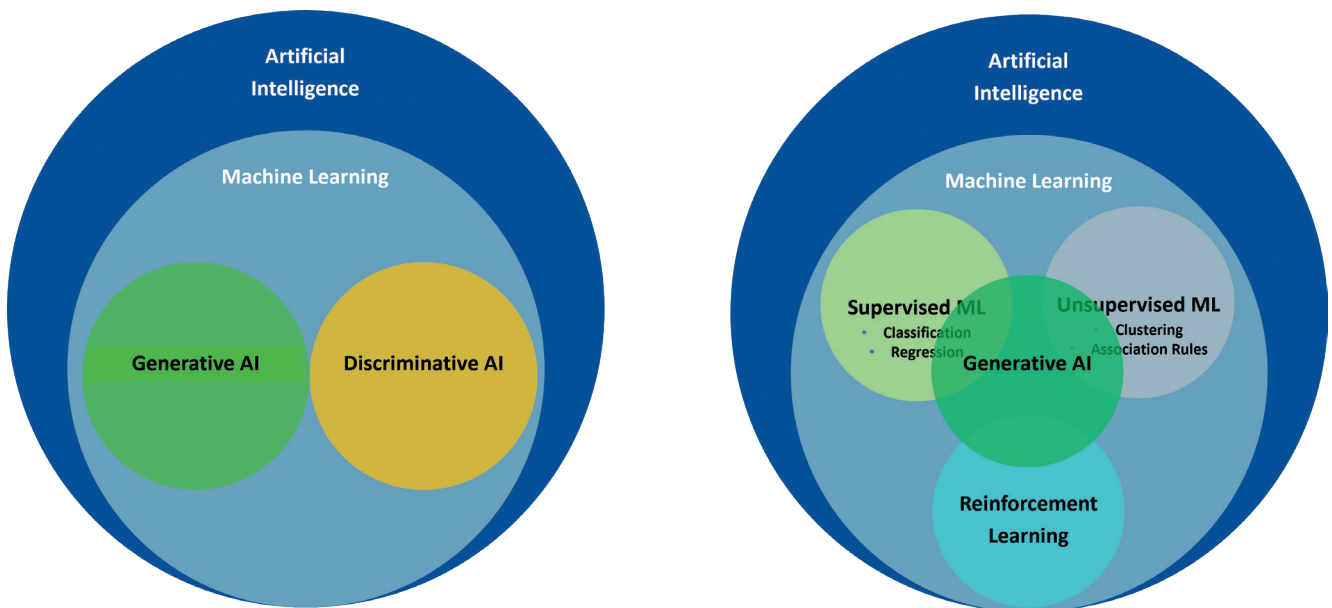 Artificial
Intelligence
Machine Learning
Generative AI
Discriminative AI
Artificial
Intelligence
Machine Learning
Supervised ML
• Classification
• Regression
Unsupervised ML
• Clustering
• Association Rules
Generative AI
Reinforcement
Learning